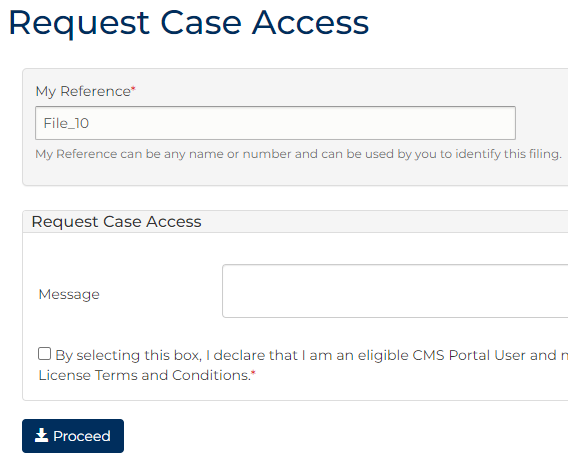 Request Case Access
My Reference*
File_10
My Reference can be any name or number and can be used by you to identify this filing.
Request Case Access
Message
By selecting this box, I declare that I am an eligible CMS Portal User and
License Terms and Conditions.*
Proceed